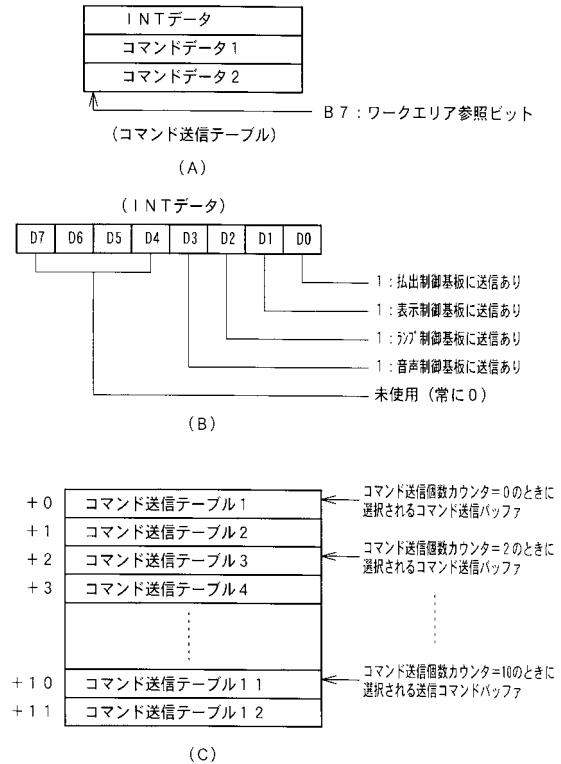 INTデータ
コマンドデータ1
コマンドデータ2
B7:ワークエリア参照ビット
(コマンド送信テーブル)
(A)
(INTデータ)
D7 D6 D5 D4 D3 D2 D1 D0
1:払出制御基板に送信あり
1:表示制御基板に送信あり
1:ランプ制御基板に送信あり
1:音声制御基板に送信あり
未使用(常に0)
(B)
+0 コマンド送信テーブル1
コマンド送信個数カウンタ=0のときに
選択されるコマンド送信バッファ
+1 コマンド送信テーブル2
+2 コマンド送信テーブル3
コマンド送信個数カウンタ=2のときに
選択されるコマンド送信バッファ
+3 コマンド送信テーブル4
+10 コマンド送信テーブル11
コマンド送信個数カウンタ=10のときに
選択される送信コマンドバッファ
+11 コマンド送信テーブル12
(C)